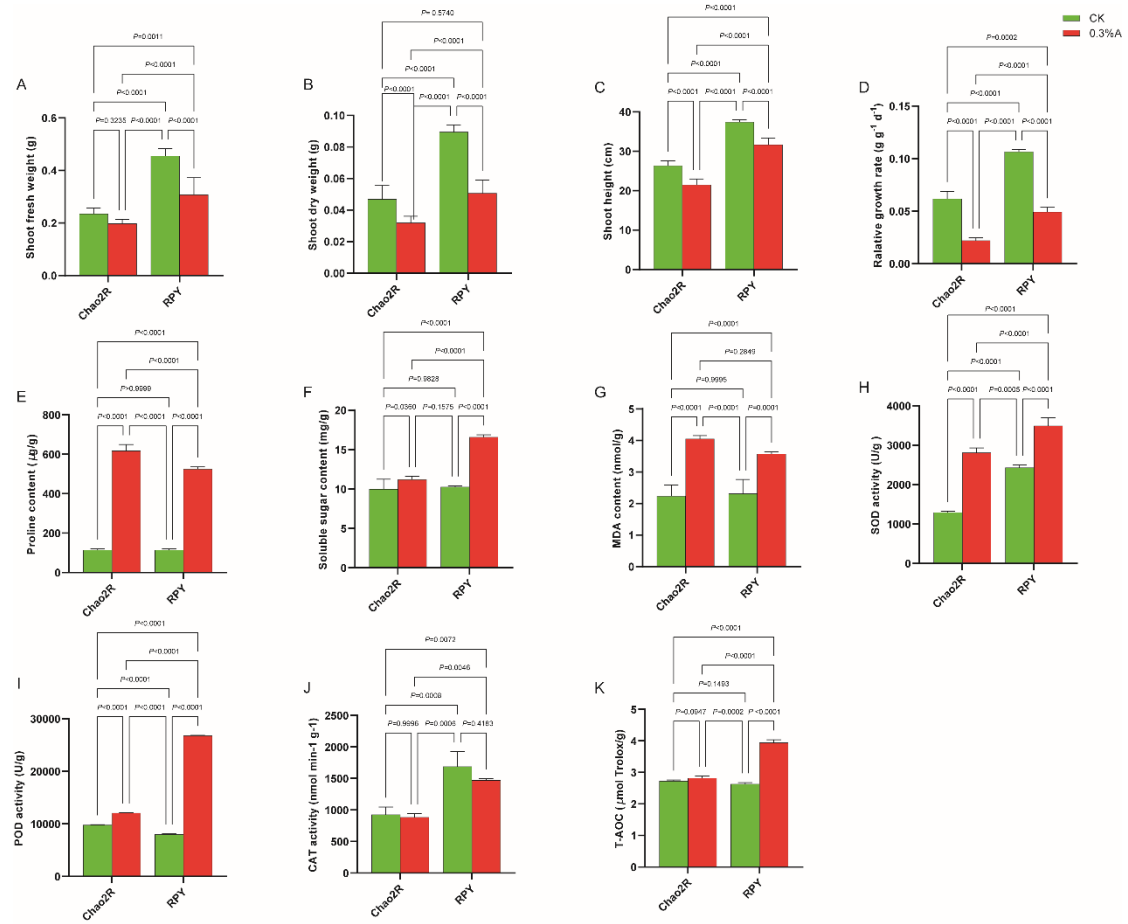 CK
0.3%A
P=0.0011
P<0.0001
P<0.0001
P=0.3235 P<0.0001 P<0.0001
A
Shoot fresh weight (g)
0.6
0.4
0.2
0.0
Chao2R
RPY
P= 0.5740
P<0.0001
P<0.0001
P<0.0001 P<0.0001 P<0.0001
B
Shoot dry weight (g)
0.10
0.08
0.06
0.04
0.02
0.00
Chao2R
RPY
P<0.0001
P<0.0001
P<0.0001
P<0.0001 P<0.0001 P<0.0001
C
Shoot height (cm)
50
40
30
20
10
0
Chao2R
RPY
P=0.0002
P<0.0001
P<0.0001
P<0.0001 P<0.0001 P<0.0001
D
Ralative growth rate (g g⁻¹ d⁻¹)
0.15
0.10
0.05
0.00
Chao2R
RPY
P<0.0001
P<0.0001
P>0.9999
P<0.0001 P<0.0001 P<0.0001
E
Proline content (μg/g)
800
600
400
200
0
Chao2R
RPY
P<0.0001
P<0.0001
P=0.9828
P=0.0360 P=0.1575 P<0.0001
F
Soluble sugar content (mg/g)
20
15
10
5
0
Chao2R
RPY
P<0.0001
P=0.2849
P=0.9995
P<0.0001 P<0.0001 P=0.0001
G
MDA content (nmol/g)
5
4
3
2
1
0
Chao2R
RPY
P<0.0001
P<0.0001
P<0.0001
P<0.0001 P=0.0005 P<0.0001
H
SOD activity (U/g )
4000
3000
2000
1000
0
Chao2R
RPY
P<0.0001
P<0.0001
P<0.0001
P<0.0001 P<0.0001 P<0.0001
I
POD activity (U/g)
30000
20000
10000
0
Chao2R
RPY
P=0.0072
P=0.0046
P=0.0008
P=0.9996 P=0.0006 P=0.4183
J
CAT activity (nmol min-1 g-1)
2500
2000
1500
1000
500
0
Chao2R
RPY
P<0.0001
P<0.0001
P=0.1493
P=0.0947 P=0.0002 P<0.0001
K
T-AOC (μmol Trolox/g)
5
4
3
2
1
0
Chao2R
RPY